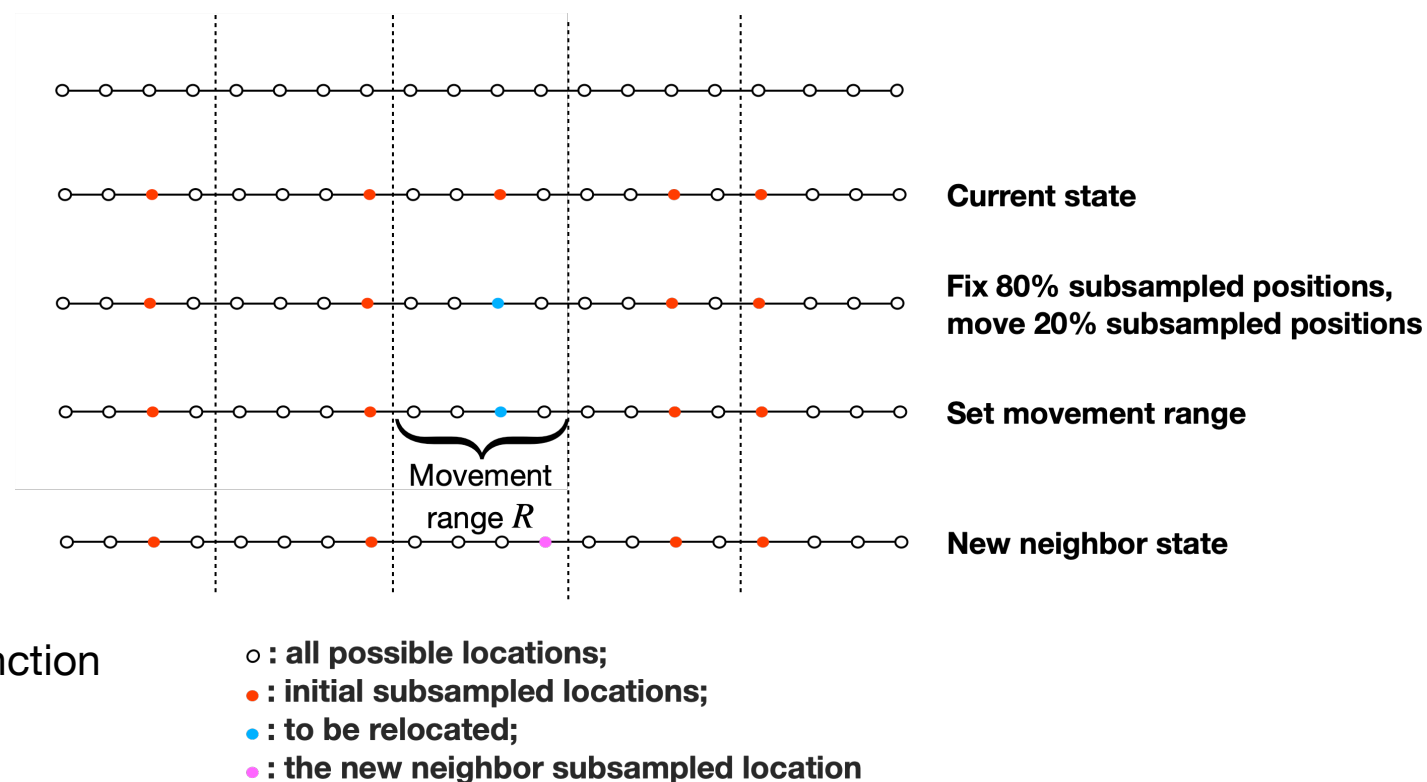 Current state
Fix 80% subsampled positions,
move 20% subsampled positions
Set movement range
Movement
range R
New neighbor state
nction
: all possible locations;
: initial subsampled locations;
: to be relocated;
: the new neighbor subsampled location